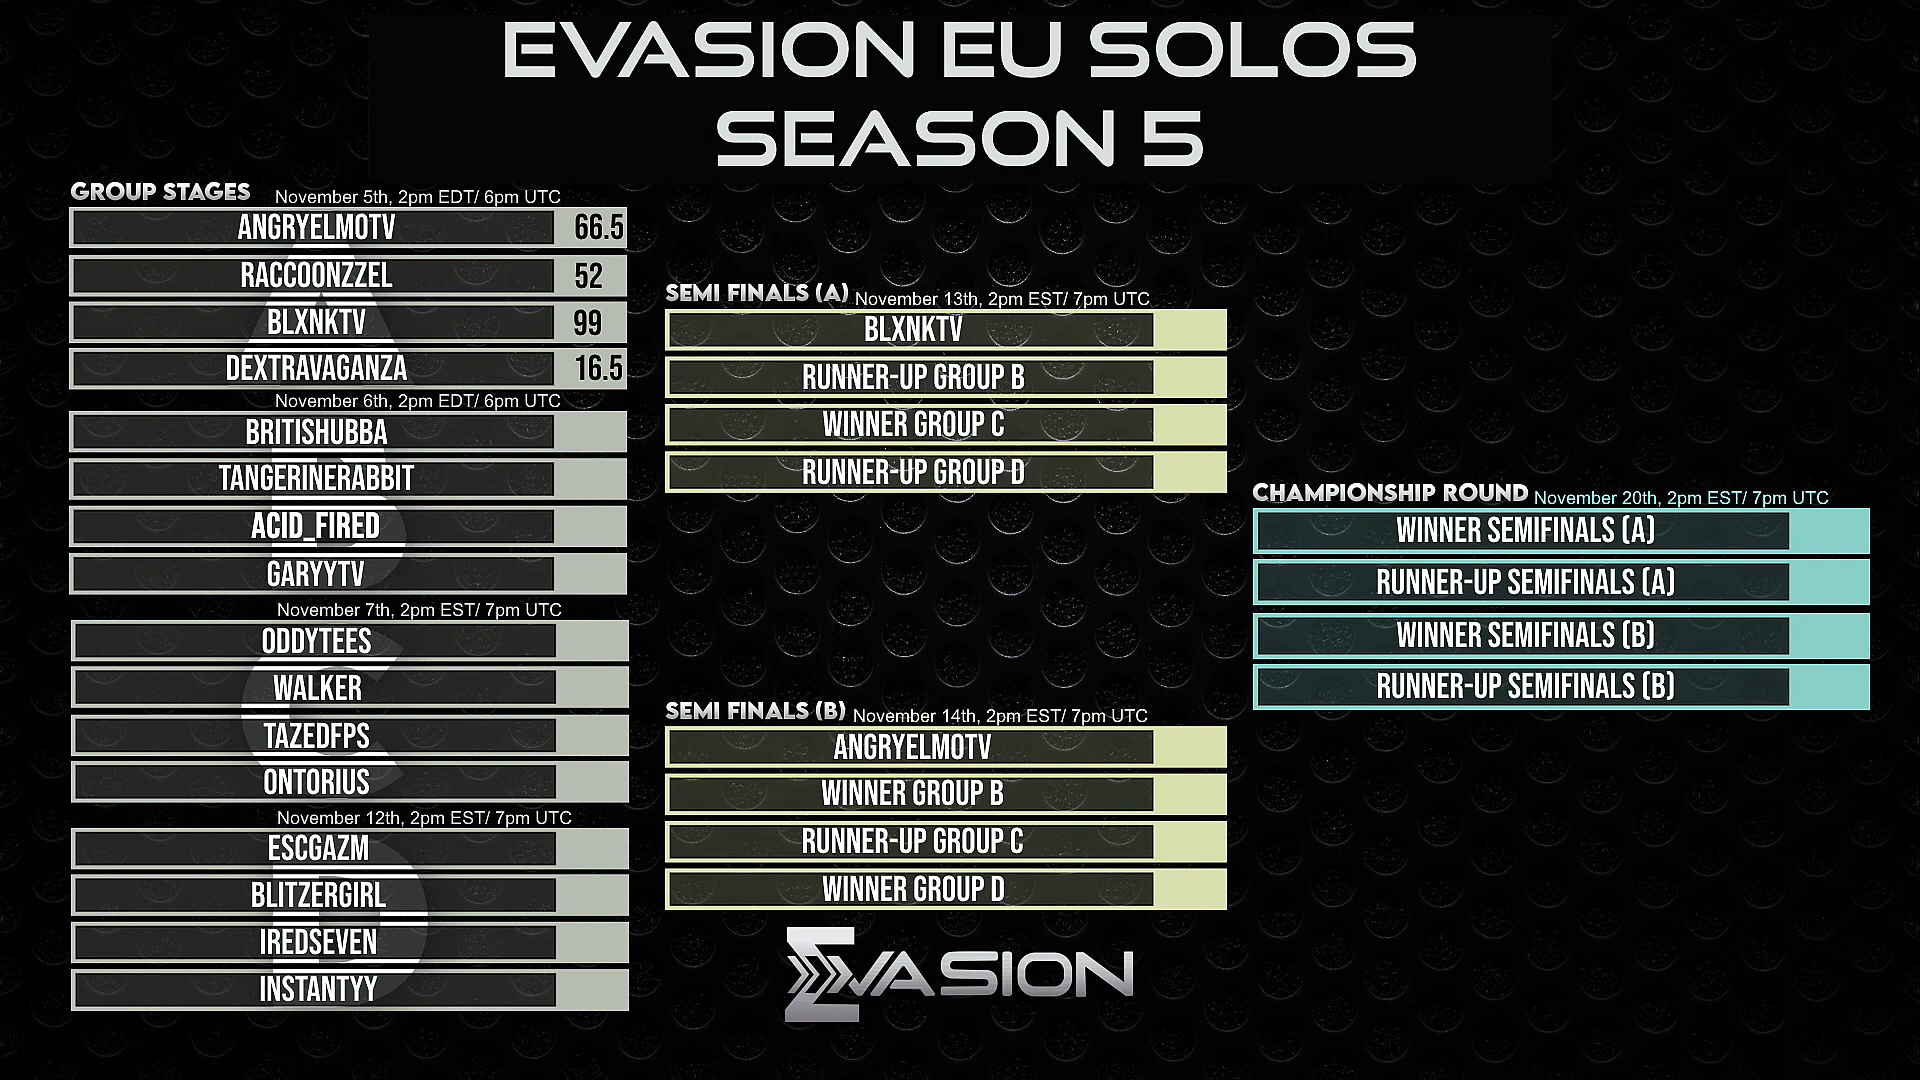 EVASION EU SOLOS
SEASON 5
GROUP STAGES November 5th, 2pm EDT/ 6pm UTC
A
ANGRYELMOTV 66.5
RACCOONZZEL 52
BLXNKTV 99
DEXTRAVAGANZA 16.5
November 6th, 2pm EDT/ 6pm UTC
B
BRITISHUBBA
TANGERINERABBIT
ACID_FIRED
GARYYTV
November 7th, 2pm EST/ 7pm UTC
C
ODDYTEES
WALKER
TAZEDFPS
ONTORIUS
November 12th, 2pm EST/ 7pm UTC
D
ESCGAZM
BLITZERGIRL
IREDSEVEN
INSTANTYY
SEMI FINALS (A) November 13th, 2pm EST/ 7pm UTC
BLXNKTV
RUNNER-UP GROUP B
WINNER GROUP C
RUNNER-UP GROUP D
SEMI FINALS (B) November 14th, 2pm EST/ 7pm UTC
ANGRYELMOTV
WINNER GROUP B
RUNNER-UP GROUP C
WINNER GROUP D
CHAMPIONSHIP ROUND November 20th, 2pm EST/ 7pm UTC
WINNER SEMIFINALS (A)
RUNNER-UP SEMIFINALS (A)
WINNER SEMIFINALS (B)
RUNNER-UP SEMIFINALS (B)
EVASION